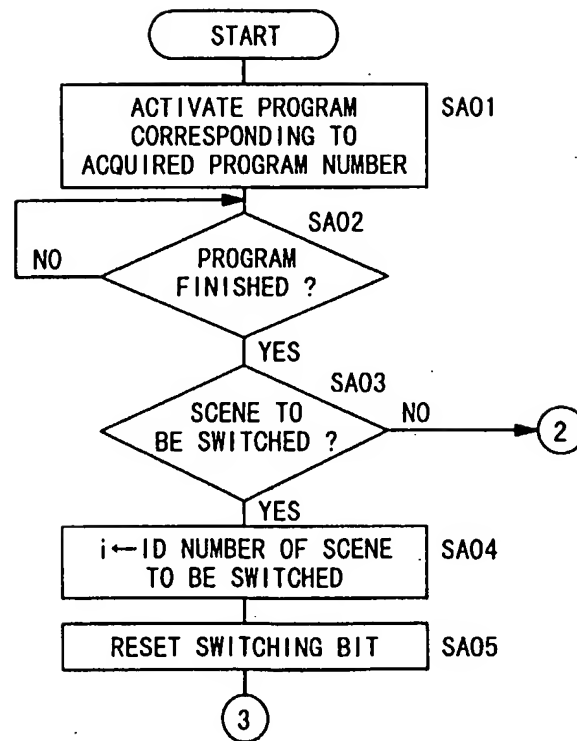 START
ACTIVATE PROGRAM
CORRESPONDING TO
ACQUIRED PROGRAM NUMBER
SA01
SA02
NO
PROGRAM
FINISHED ?
YES
SA03
SCENE TO
BE SWITCHED ?
NO
2
YES
i←ID NUMBER OF SCENE
TO BE SWITCHED
SA04
RESET SWITCHING BIT
SA05
3